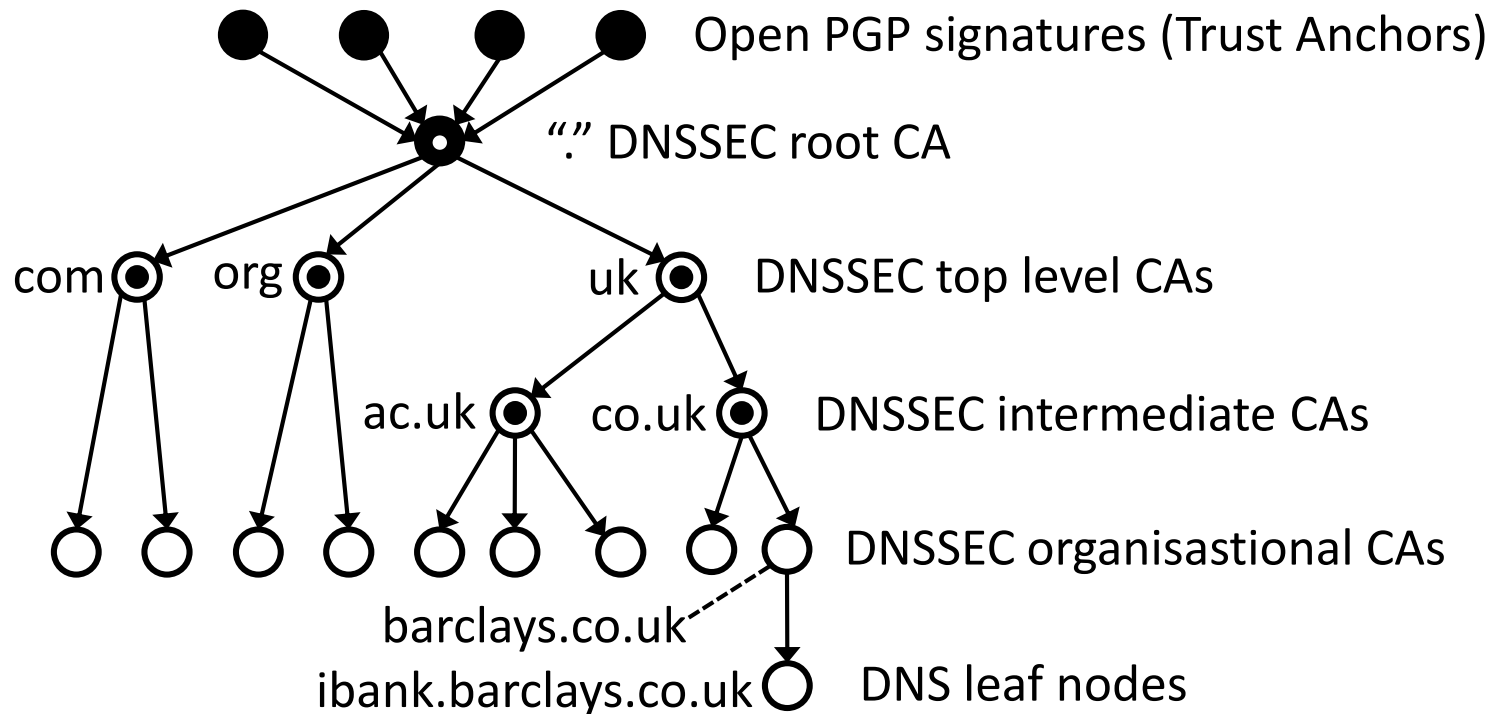 Open PGP signatures (Trust Anchors)
“.” DNSSEC root CA
com org uk DNSSEC top level CAs
ac.uk co.uk DNSSEC intermediate CAs
DNSSEC organisastional CAs
barclays.co.uk
ibank.barclays.co.uk DNS leaf nodes